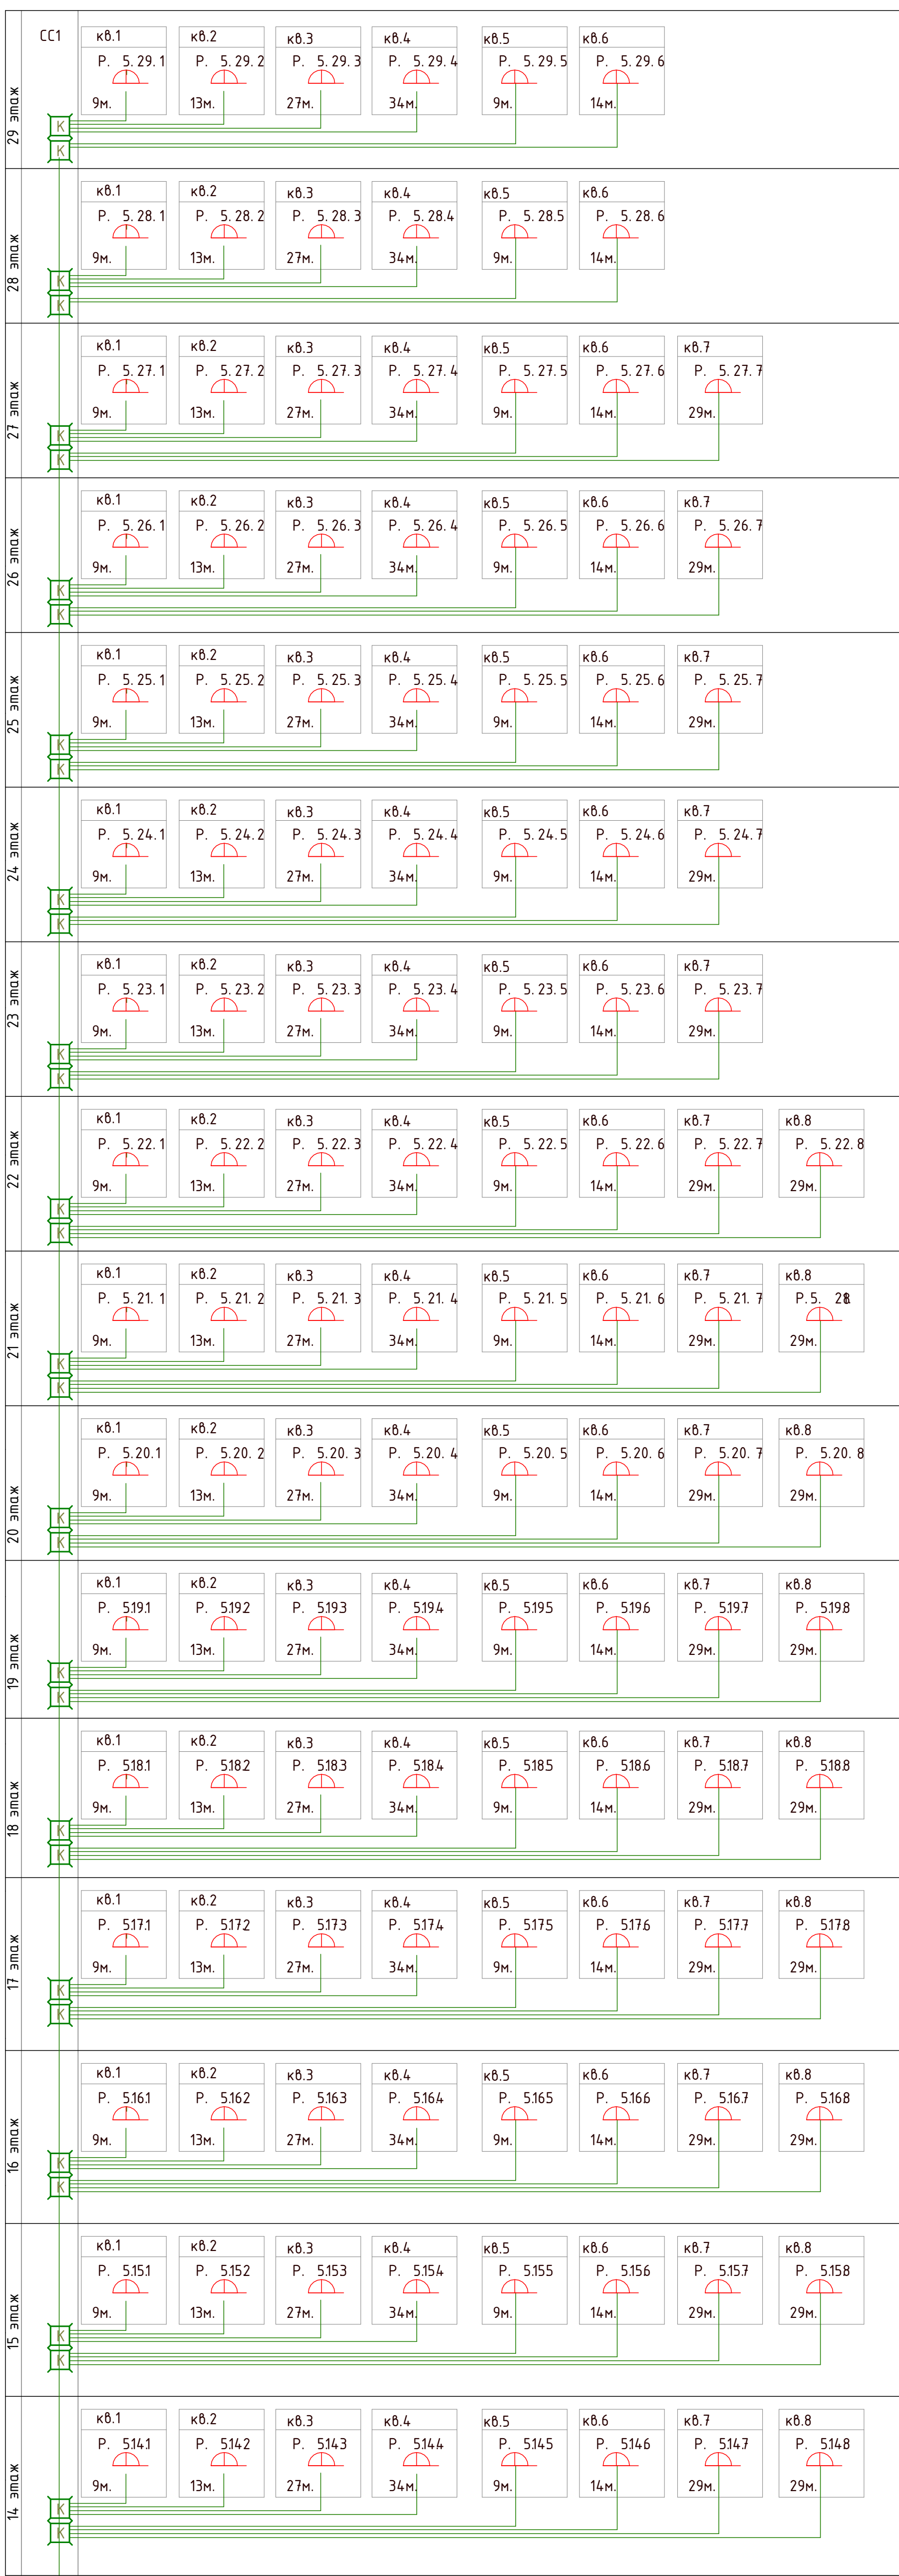 СС1 кв.1 кв.2 кв.3 кв.4 кв.5 кв.6
Р. 5.29.1 Р. 5.29.2 Р. 5.29.3 Р. 5.29.4 Р. 5.29.5 Р. 5.29.6
9м. 13м. 27м. 34м. 9м. 14м.
29 этаж
К
К
кв.1 кв.2 кв.3 кв.4 кв.5 кв.6
Р. 5.28.1 Р. 5.28.2 Р. 5.28.3 Р. 5.28.4 Р. 5.28.5 Р. 5.28.6
9м. 13м. 27м. 34м. 9м. 14м.
28 этаж
К
К
кв.1 кв.2 кв.3 кв.4 кв.5 кв.6 кв.7
Р. 5.27.1 Р. 5.27.2 Р. 5.27.3 Р. 5.27.4 Р. 5.27.5 Р. 5.27.6 Р. 5.27.7
9м. 13м. 27м. 34м. 9м. 14м. 29м.
27 этаж
К
К
кв.1 кв.2 кв.3 кв.4 кв.5 кв.6 кв.7
Р. 5.26.1 Р. 5.26.2 Р. 5.26.3 Р. 5.26.4 Р. 5.26.5 Р. 5.26.6 Р. 5.26.7
9м. 13м. 27м. 34м. 9м. 14м. 29м.
26 этаж
К
К
кв.1 кв.2 кв.3 кв.4 кв.5 кв.6 кв.7
Р. 5.25.1 Р. 5.25.2 Р. 5.25.3 Р. 5.25.4 Р. 5.25.5 Р. 5.25.6 Р. 5.25.7
9м. 13м. 27м. 34м. 9м. 14м. 29м.
25 этаж
К
К
кв.1 кв.2 кв.3 кв.4 кв.5 кв.6 кв.7
Р. 5.24.1 Р. 5.24.2 Р. 5.24.3 Р. 5.24.4 Р. 5.24.5 Р. 5.24.6 Р. 5.24.7
9м. 13м. 27м. 34м. 9м. 14м. 29м.
24 этаж
К
К
кв.1 кв.2 кв.3 кв.4 кв.5 кв.6 кв.7
Р. 5.23.1 Р. 5.23.2 Р. 5.23.3 Р. 5.23.4 Р. 5.23.5 Р. 5.23.6 Р. 5.23.7
9м. 13м. 27м. 34м. 9м. 14м. 29м.
23 этаж
К
К
кв.1 кв.2 кв.3 кв.4 кв.5 кв.6 кв.7 кв.8
Р. 5.22.1 Р. 5.22.2 Р. 5.22.3 Р. 5.22.4 Р. 5.22.5 Р. 5.22.6 Р. 5.22.7 Р. 5.22.8
9м. 13м. 27м. 34м. 9м. 14м. 29м. 29м.
22 этаж
К
К
кв.1 кв.2 кв.3 кв.4 кв.5 кв.6 кв.7 кв.8
Р. 5.21.1 Р. 5.21.2 Р. 5.21.3 Р. 5.21.4 Р. 5.21.5 Р. 5.21.6 Р. 5.21.7 Р.5.
9м. 13м. 27м. 34м. 9м. 14м. 29м. 29м.
21 этаж
К
К
кв.1 кв.2 кв.3 кв.4 кв.5 кв.6 кв.7 кв.8
Р. 5.20.1 Р. 5.20.2 Р. 5.20.3 Р. 5.20.4 Р. 5.20.5 Р. 5.20.6 Р. 5.20.7 Р. 5.20.8
9м. 13м. 27м. 34м. 9м. 14м. 29м. 29м.
20 этаж
К
К
кв.1 кв.2 кв.3 кв.4 кв.5 кв.6 кв.7 кв.8
Р. 5.19.1 Р. 5.19.2 Р. 5.19.3 Р. 5.19.4 Р. 5.19.5 Р. 5.19.6 Р. 5.19.7 Р. 5.19.8
9м. 13м. 27м. 34м. 9м. 14м. 29м. 29м.
19 этаж
К
К
кв.1 кв.2 кв.3 кв.4 кв.5 кв.6 кв.7 кв.8
Р. 5.18.1 Р. 5.18.2 Р. 5.18.3 Р. 5.18.4 Р. 5.18.5 Р. 5.18.6 Р. 5.18.7 Р. 5.18.8
9м. 13м. 27м. 34м. 9м. 14м. 29м. 29м.
18 этаж
К
К
кв.1 кв.2 кв.3 кв.4 кв.5 кв.6 кв.7 кв.8
Р. 5.17.1 Р. 5.17.2 Р. 5.17.3 Р. 5.17.4 Р. 5.17.5 Р. 5.17.6 Р. 5.17.7 Р. 5.17.8
9м. 13м. 27м. 34м. 9м. 14м. 29м. 29м.
17 этаж
К
К
кв.1 кв.2 кв.3 кв.4 кв.5 кв.6 кв.7 кв.8
Р. 5.16.1 Р. 5.16.2 Р. 5.16.3 Р. 5.16.4 Р. 5.16.5 Р. 5.16.6 Р. 5.16.7 Р. 5.16.8
9м. 13м. 27м. 34м. 9м. 14м. 29м. 29м.
16 этаж
К
К
кв.1 кв.2 кв.3 кв.4 кв.5 кв.6 кв.7 кв.8
Р. 5.15.1 Р. 5.15.2 Р. 5.15.3 Р. 5.15.4 Р. 5.15.5 Р. 5.15.6 Р. 5.15.7 Р. 5.15.8
9м. 13м. 27м. 34м. 9м. 14м. 29м. 29м.
15 этаж
К
К
кв.1 кв.2 кв.3 кв.4 кв.5 кв.6 кв.7 кв.8
Р. 5.14.1 Р. 5.14.2 Р. 5.14.3 Р. 5.14.4 Р. 5.14.5 Р. 5.14.6 Р. 5.14.7 Р. 5.14.8
9м. 13м. 27м. 34м. 9м. 14м. 29м. 29м.
14 этаж
К
К